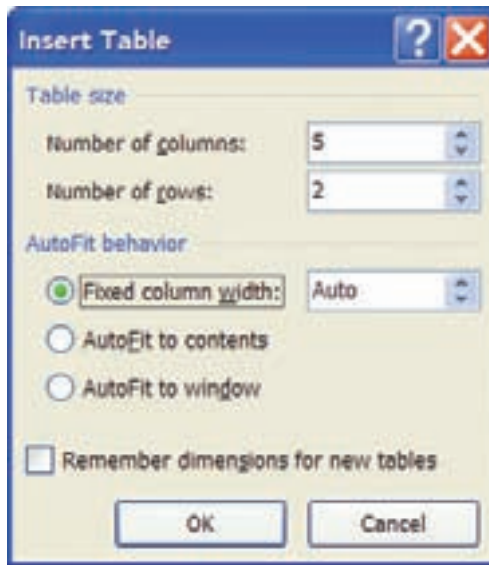 Insert Table
Table size
Number of columns: 5
Number of rows: 2
AutoFit behavior
Fixed column width: Auto
AutoFit to contents
AutoFit to window
Remember dimensions for new tables
OK Cancel